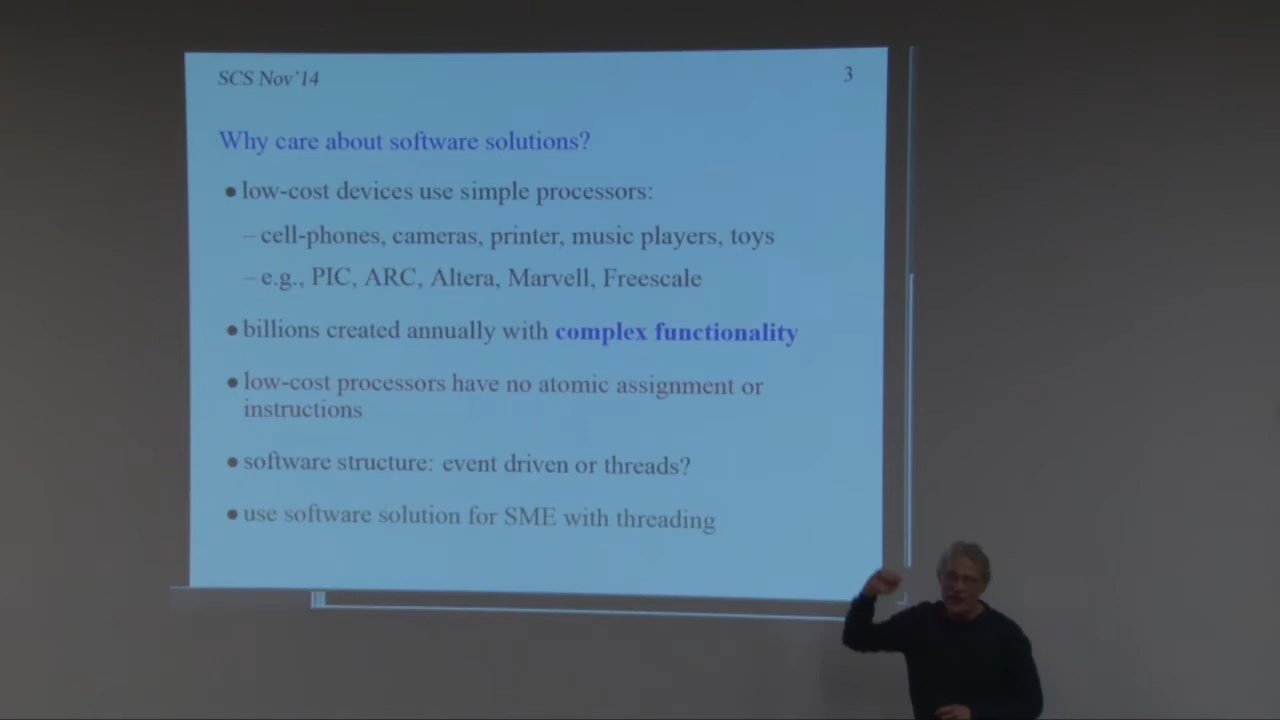 SCS Nov'14
3
Why care about software solutions?
● low-cost devices use simple processors:
– cell-phones, cameras, printer, music players, toys
– e.g., PIC, ARC, Altera, Marvell, Freescale
● billions created annually with complex functionality
● low-cost processors have no atomic assignment or
instructions
● software structure: event driven or threads?
● use software solution for SME with threading